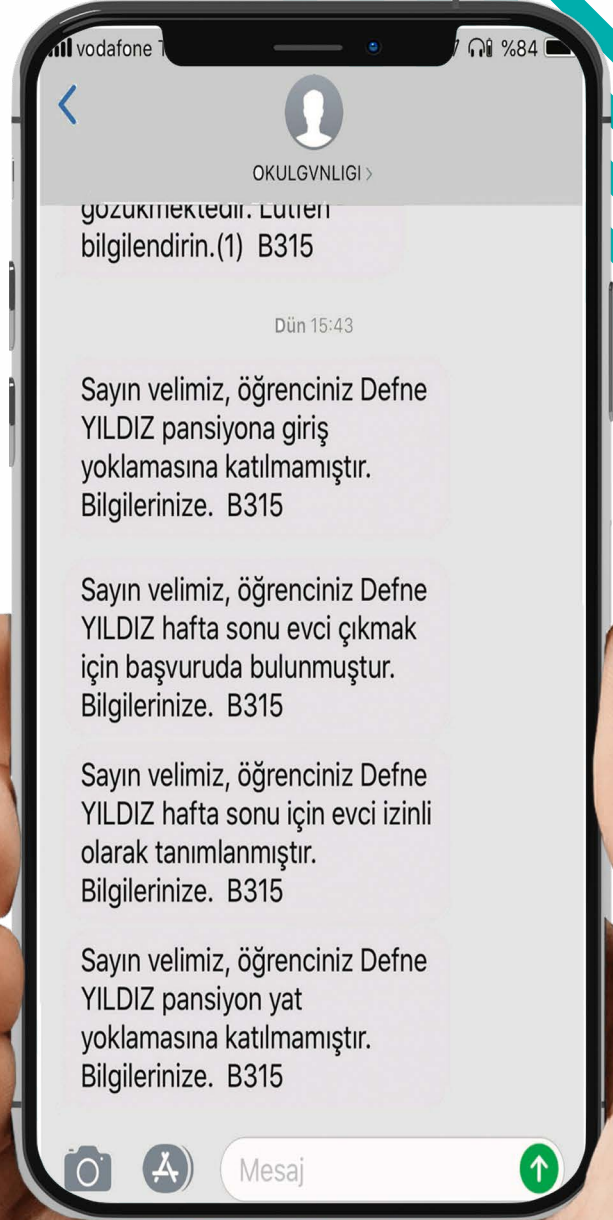 vodafone
%84
OKULGVNLIGI
gözükmektedir. Lütfen
bilgilendirin.(1) B315
Dün 15:43
Sayın velimiz, öğrenciniz Defne
YILDIZ pansiyona giriş
yoklamasına katılmamıştır.
Bilgilerinize. B315
Sayın velimiz, öğrenciniz Defne
YILDIZ hafta sonu evci çıkmak
için başvuruda bulunmuştur.
Bilgilerinize. B315
Sayın velimiz, öğrenciniz Defne
YILDIZ hafta sonu için evci izinli
olarak tanımlanmıştır.
Bilgilerinize. B315
Sayın velimiz, öğrenciniz Defne
YILDIZ pansiyon yat
yoklamasına katılmamıştır.
Bilgilerinize. B315
Mesaj